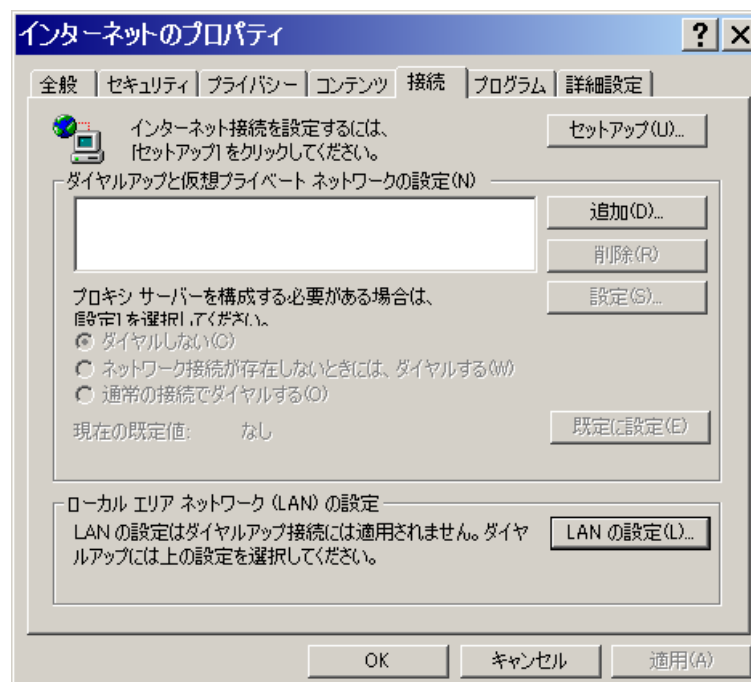 インターネットのプロパティ
全般 セキュリティ プライバシー コンテンツ 接続 プログラム 詳細設定
インターネット接続を設定するには、
[セットアップ] をクリックしてください。
セットアップ(U)...
ダイヤルアップと仮想プライベート ネットワークの設定(N)
追加(D)...
削除(R)
プロキシ サーバーを構成する必要がある場合は、
[設定] を選択してください。
設定(S)...
ダイヤルしない(C)
ネットワーク接続が存在しないときには、ダイヤルする(W)
通常の接続でダイヤルする(O)
現在の既定値: なし
既定に設定(E)
ローカル エリア ネットワーク (LAN) の設定
LAN の設定はダイヤルアップ接続には適用されません。ダイヤ
ルアップには上の設定を選択してください。
LAN の設定(L)...
OK キャンセル 適用(A)